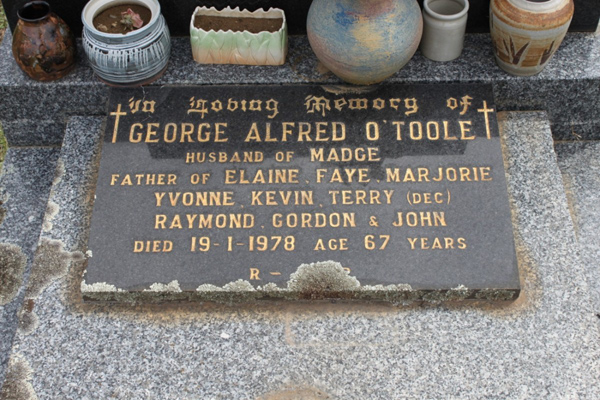 In Loving Memory of
GEORGE ALFRED O'TOOLE
HUSBAND OF MADGE
FATHER OF ELAINE, FAYE, MARJORIE
YVONNE, KEVIN, TERRY (DEC)
RAYMOND, GORDON & JOHN
DIED 19-1-1978 AGE 67 YEARS
R -